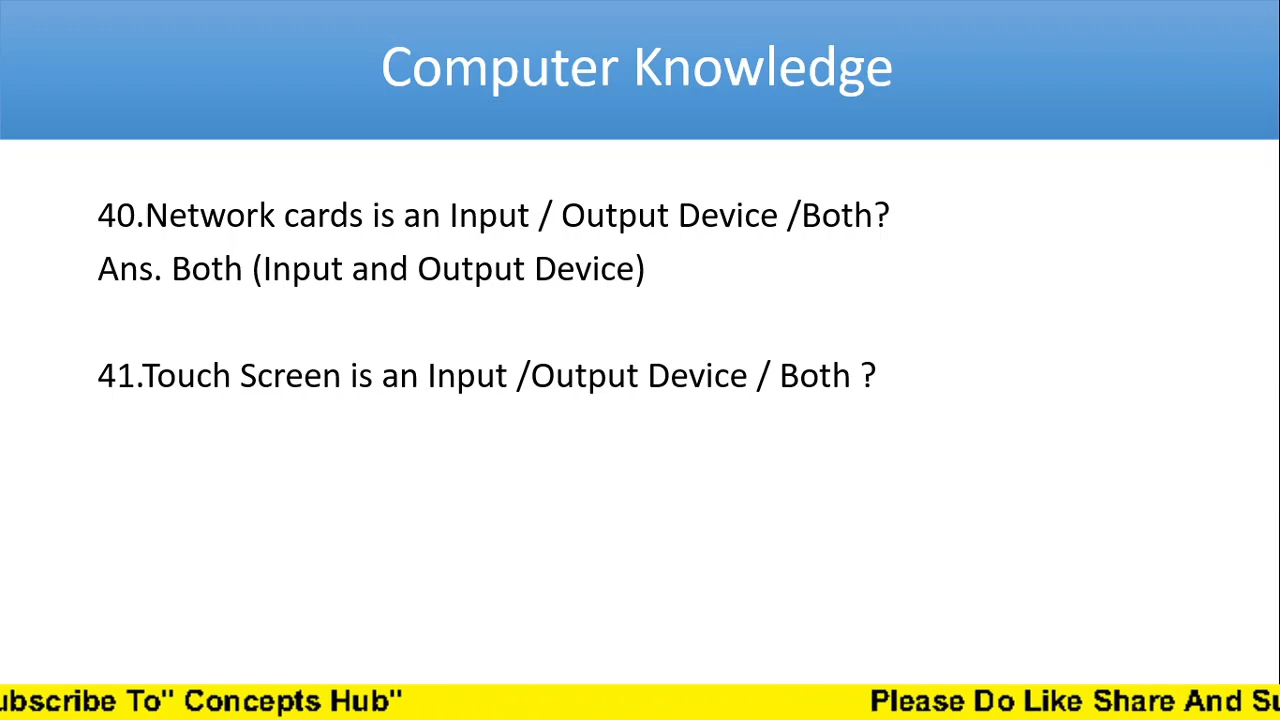 Computer Knowledge
40.Network cards is an Input / Output Device /Both?
Ans. Both (Input and Output Device)
41.Touch Screen is an Input /Output Device / Both ?
ubscribe To" Concepts Hub" Please Do Like Share And Su